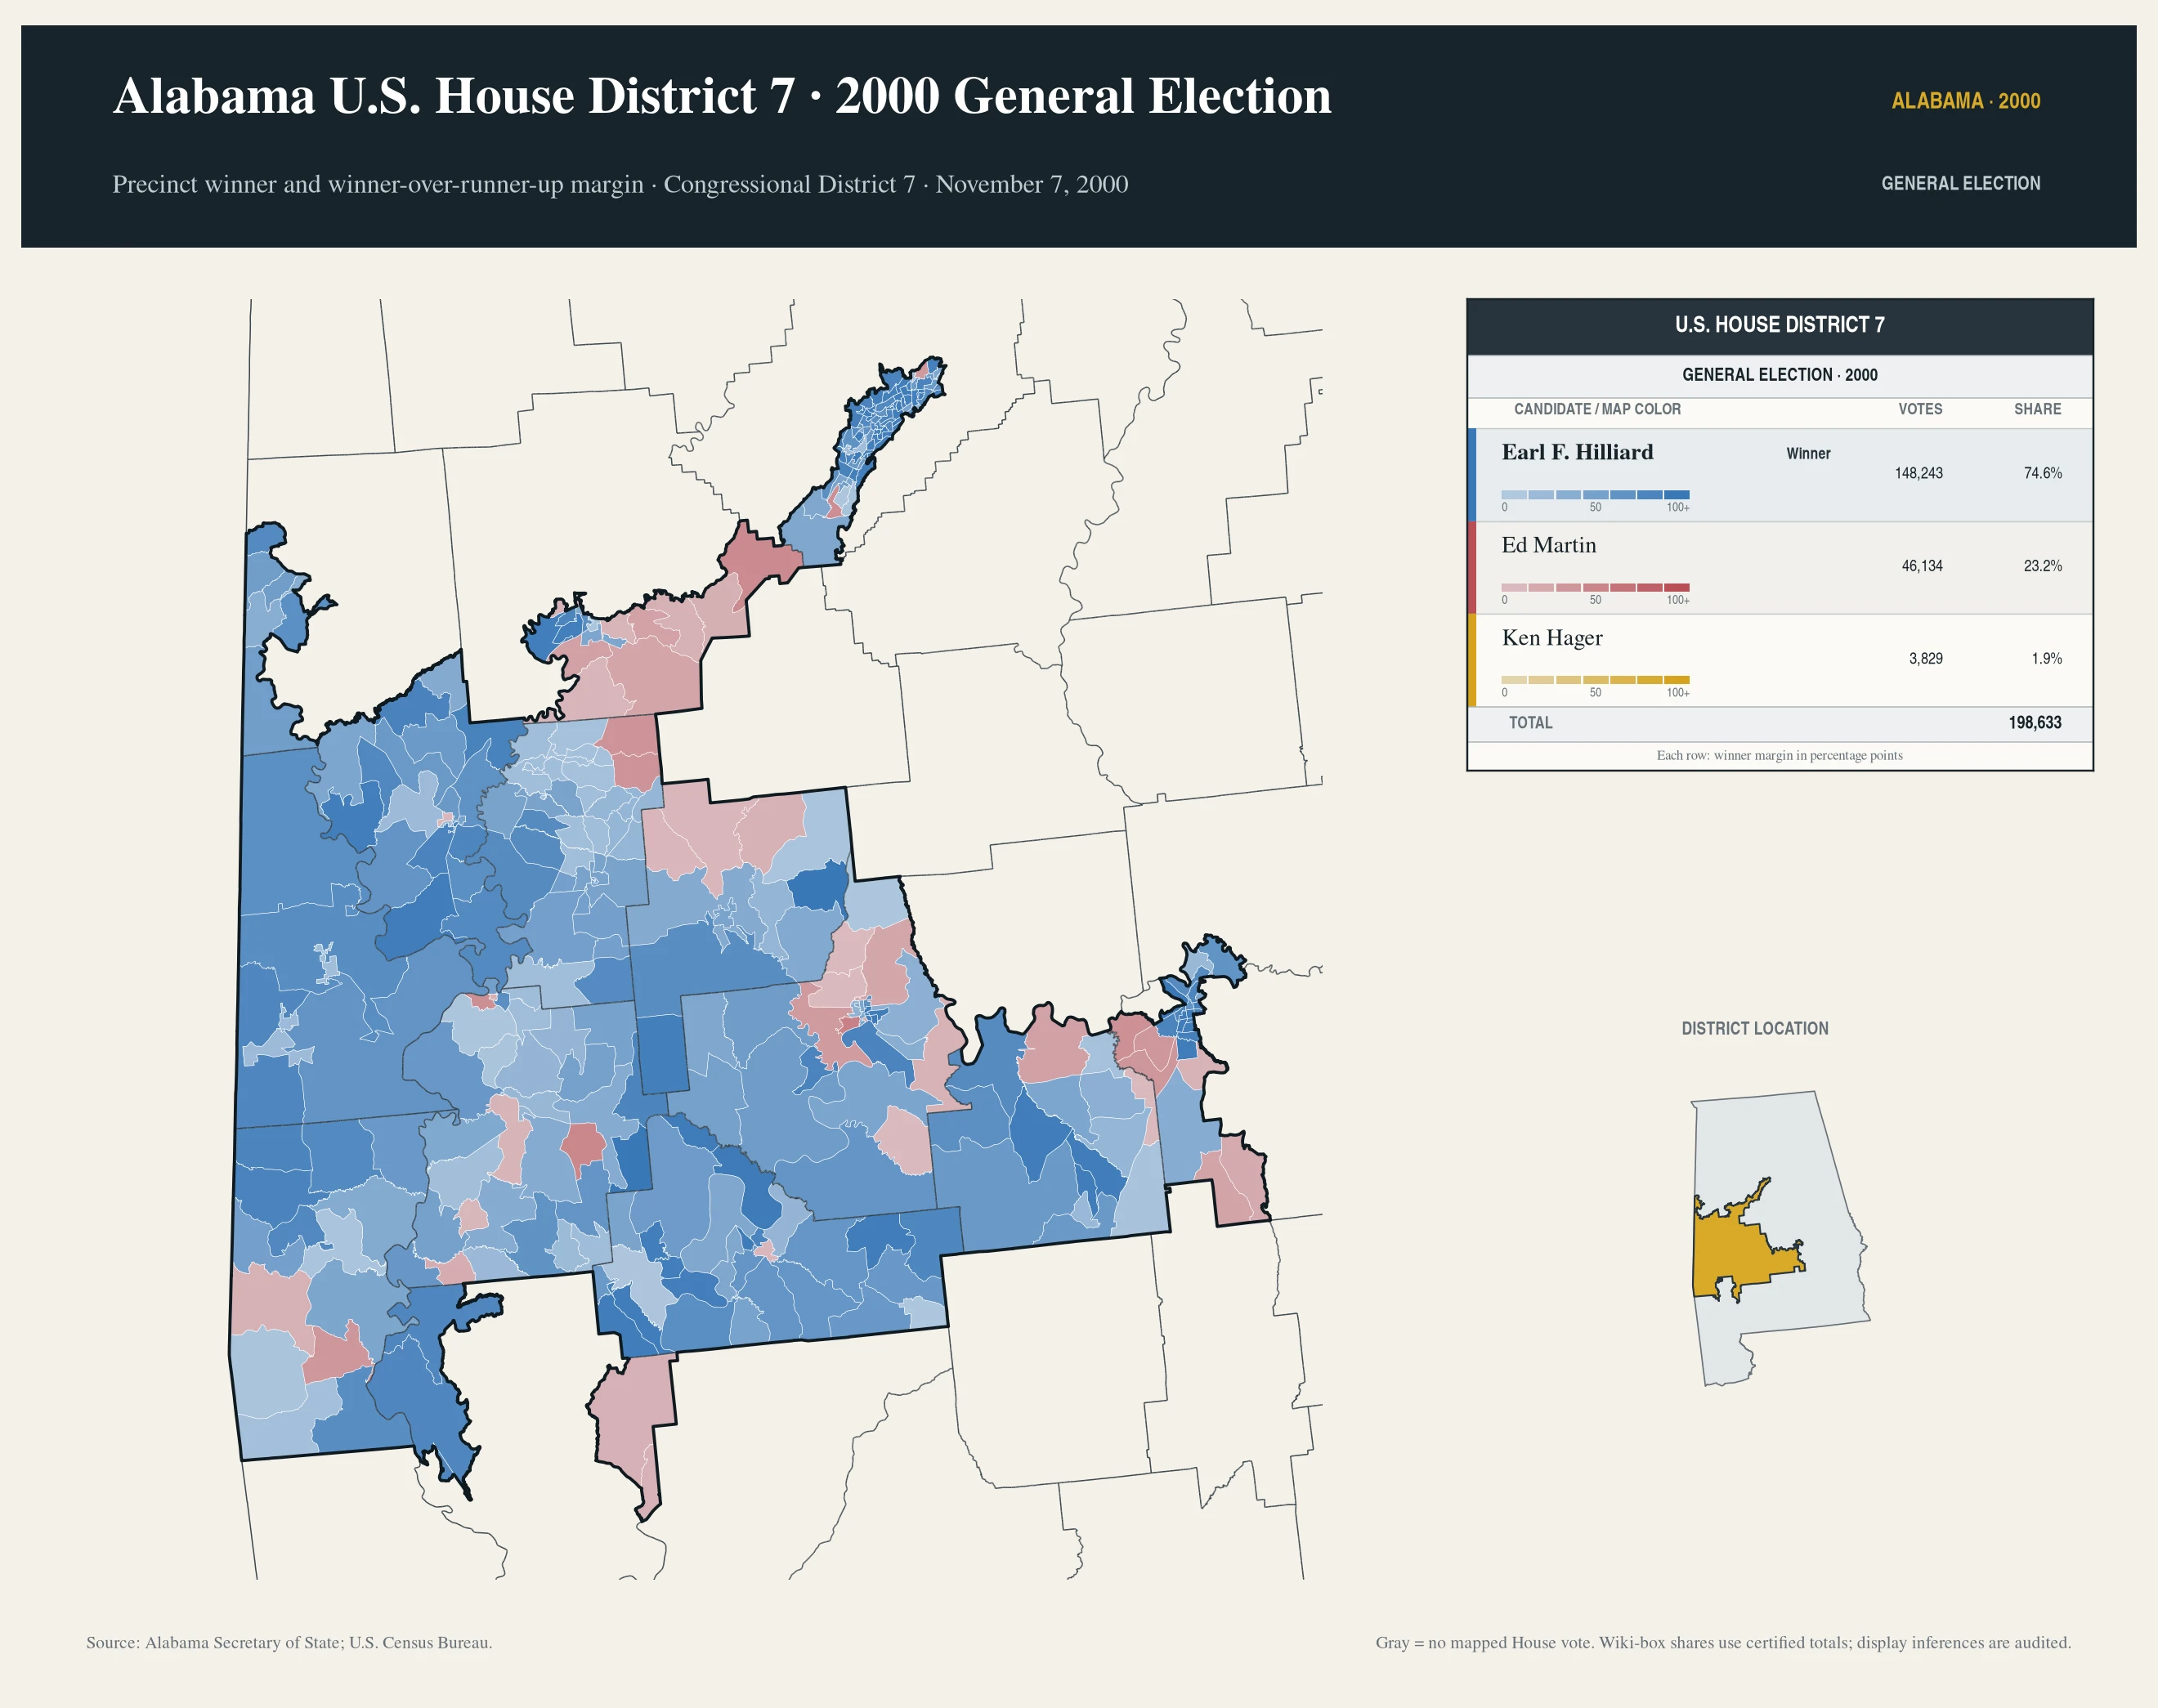 Alabama U.S. House District 7 · 2000 General Election
ALABAMA · 2000
Precinct winner and winner-over-runner-up margin · Congressional District 7 · November 7, 2000
GENERAL ELECTION
U.S. HOUSE DISTRICT 7
GENERAL ELECTION · 2000
CANDIDATE / MAP COLOR VOTES SHARE
Earl F. Hilliard Winner 148,243 74.6%
0 50 100+
Ed Martin 46,134 23.2%
0 50 100+
Ken Hager 3,829 1.9%
0 50 100+
TOTAL 198,633
Each row: winner margin in percentage points
DISTRICT LOCATION
Source: Alabama Secretary of State; U.S. Census Bureau.
Gray = no mapped House vote. Wiki-box shares use certified totals; display inferences are audited.